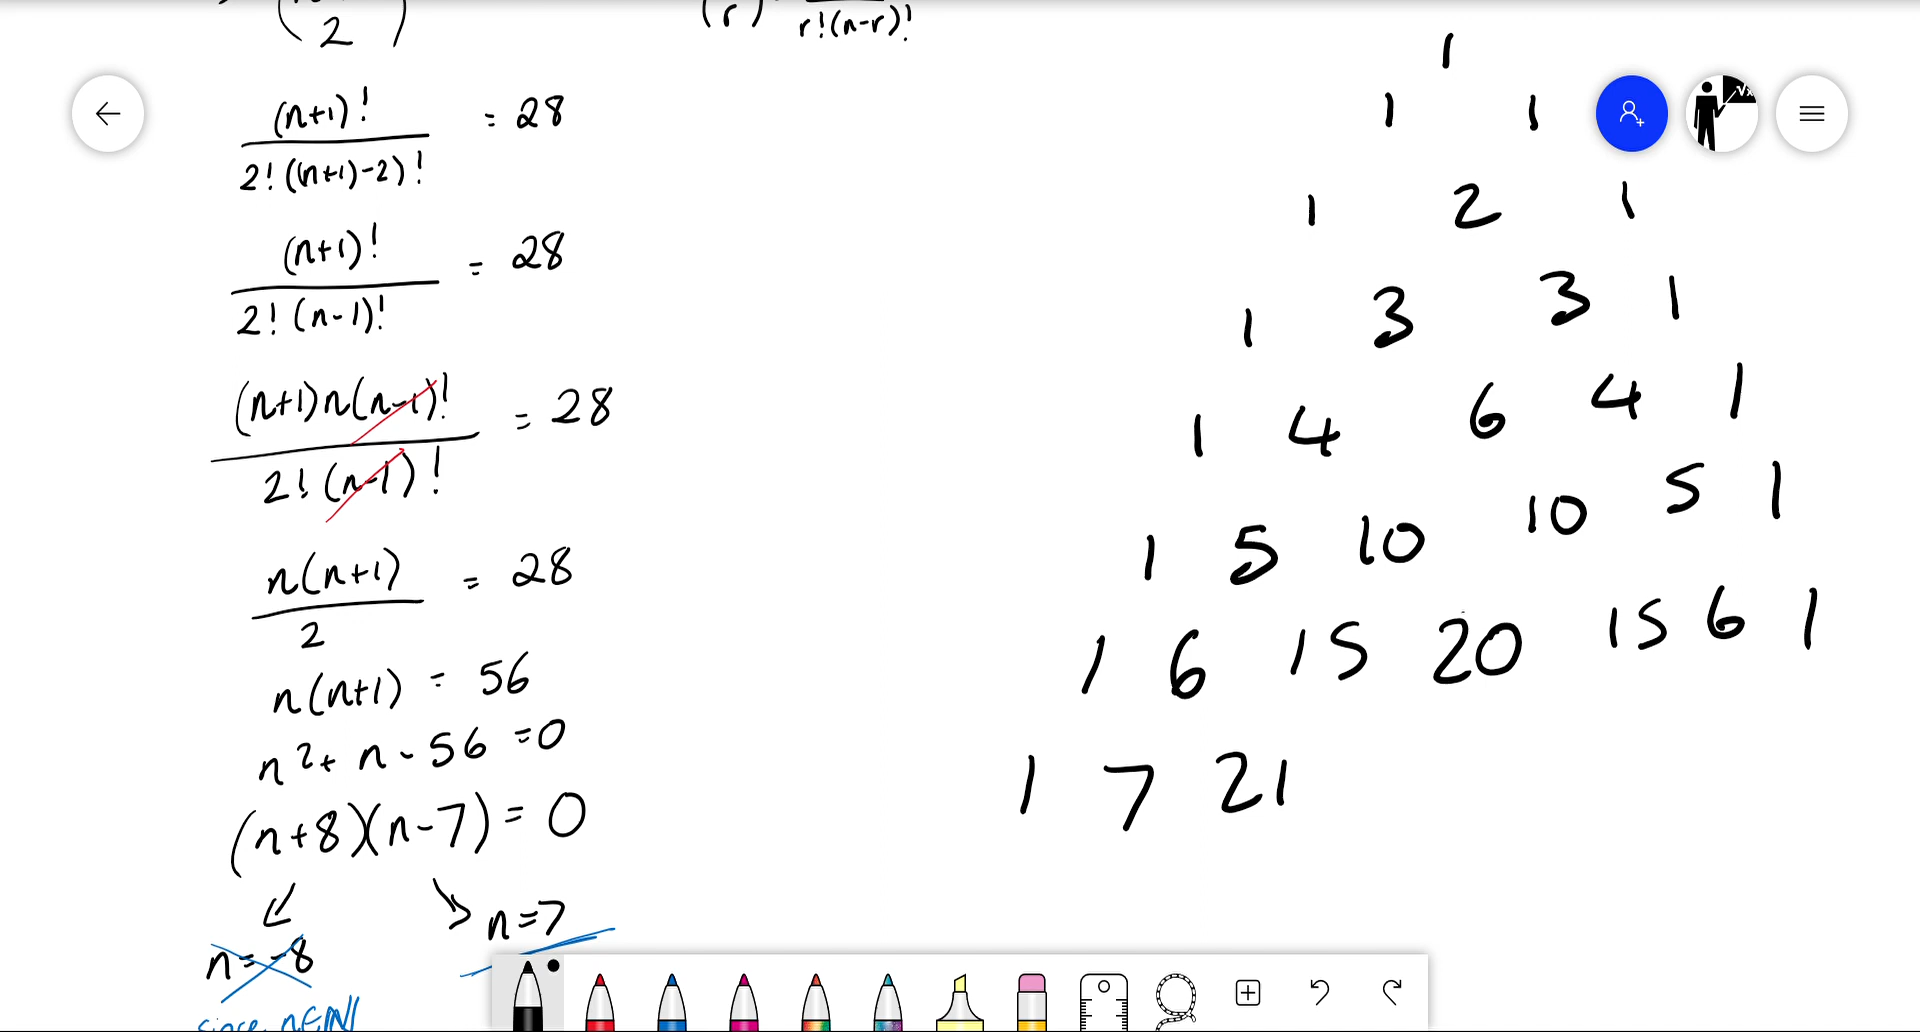 2
(r) r!(n-r)!
(n+1)! / 2!((n+1)-2)! = 28
(n+1)! / 2!(n-1)! = 28
(n+1)n(n-1)! / 2!(n-1)! = 28
n(n+1) / 2 = 28
n(n+1) = 56
n²+ n - 56 = 0
(n+8)(n-7) = 0
n = -8
n=7
since n∈ℕ
1
1 1
1 2 1
1 3 3 1
1 4 6 4 1
1 5 10 10 5 1
1 6 15 20 15 6 1
1 7 21
√x